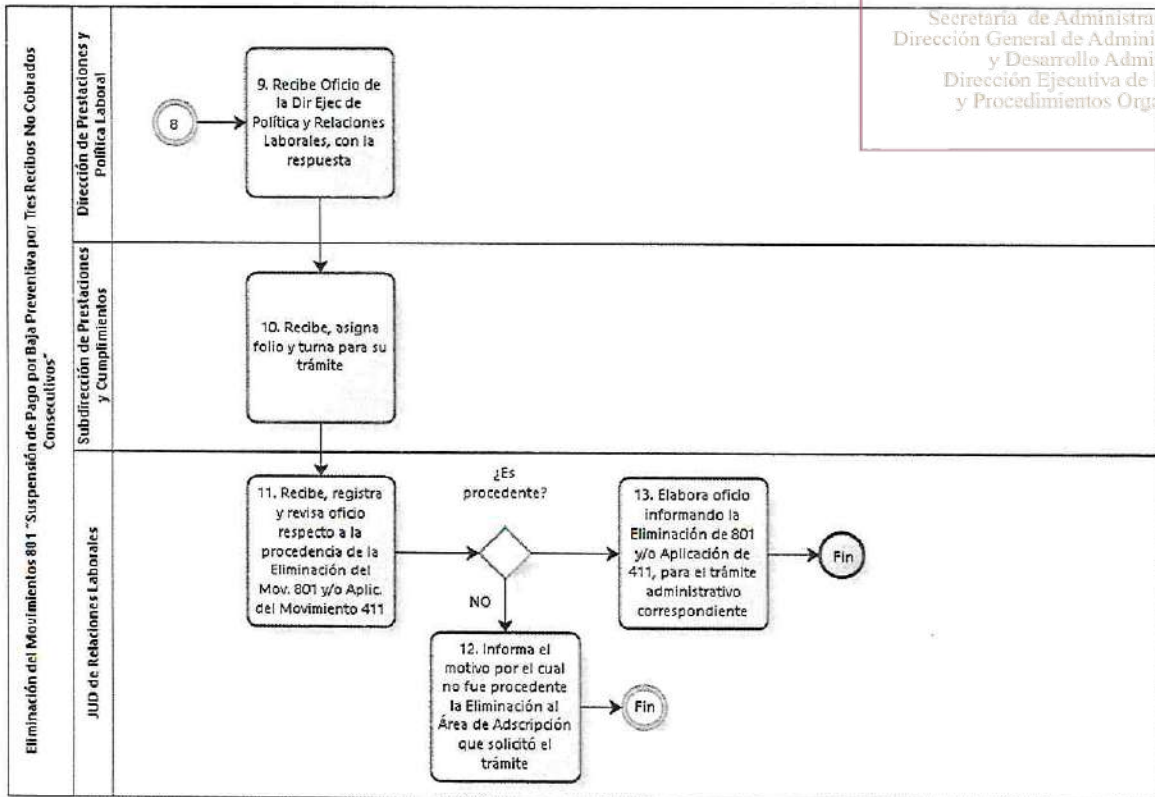 Secretaría de Administra
Dirección General de Adminis
y Desarrollo Admi
Dirección Ejecutiva de
y Procedimientos Orga
Eliminación del Movimientos 801 "Suspensión de Pago por Baja Preventiva por Tres Recibos No Cobrados
Consecutivos"
Dirección de Prestaciones y
Política Laboral
8
9. Recibe Oficio de
la Dir Ejec de
Política y Relaciones
Laborales, con la
respuesta
Subdirección de Prestaciones
y Cumplimientos
10. Recibe, asigna
folio y turna para su
trámite
JUD de Relaciones Laborales
11. Recibe, registra
y revisa oficio
respecto a la
procedencia de la
Eliminación del
Mov. 801 y/o Aplic.
del Movimiento 411
¿Es
procedente?
NO
13. Elabora oficio
informando la
Eliminación de 801
y/o Aplicación de
411, para el trámite
administrativo
correspondiente
Fin
12. Informa el
motivo por el cual
no fue procedente
la Eliminación al
Área de Adscripción
que solicitó el
trámite
Fin